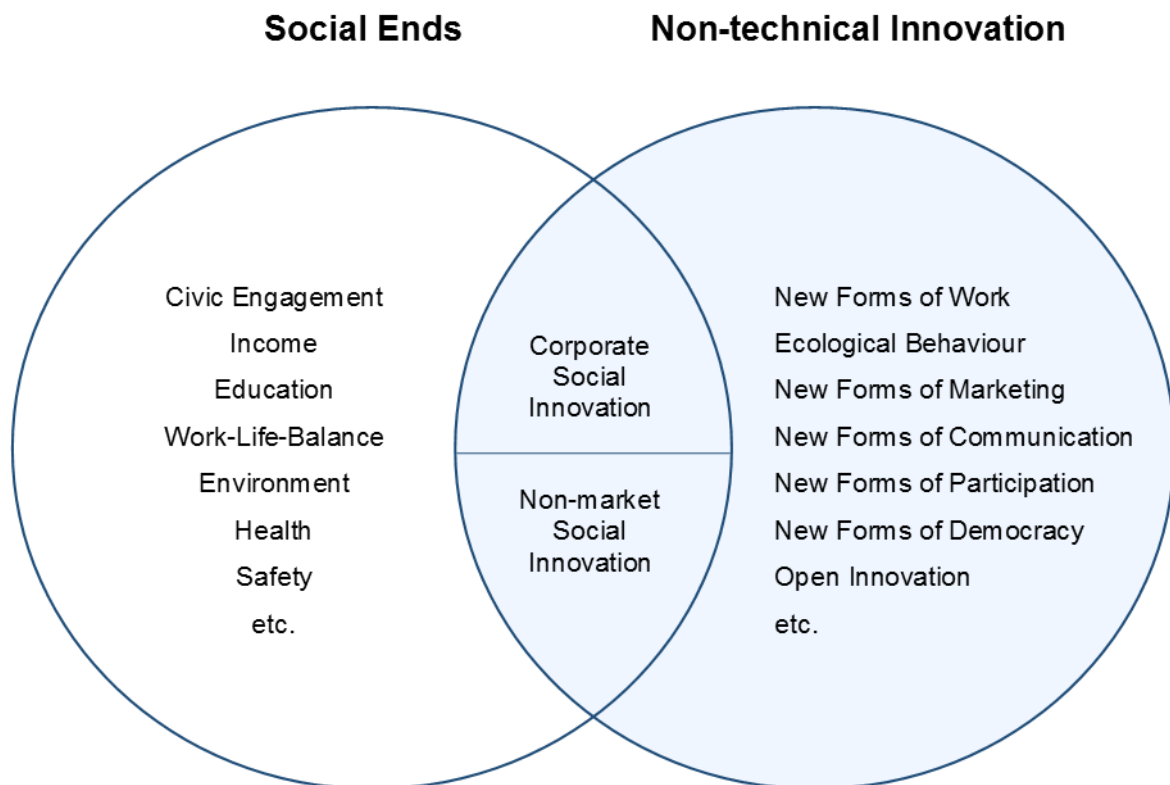 Social Ends
Non-technical Innovation
Civic Engagement
Income
Education
Work-Life-Balance
Environment
Health
Safety
etc.
Corporate
Social
Innovation
Non-market
Social
Innovation
New Forms of Work
Ecological Behaviour
New Forms of Marketing
New Forms of Communication
New Forms of Participation
New Forms of Democracy
Open Innovation
etc.